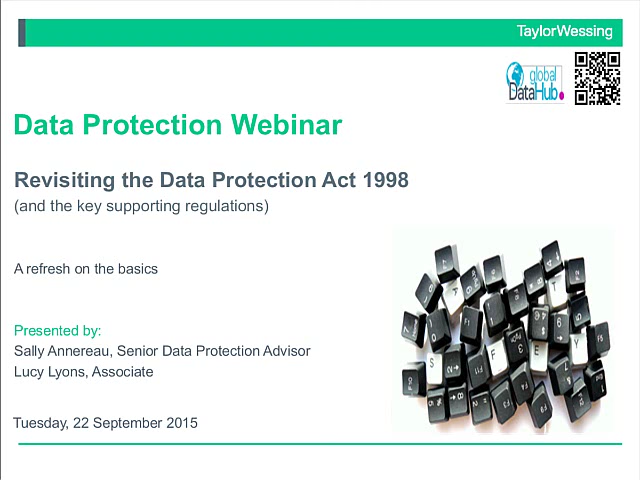 TaylorWessing
global
DataHub
Data Protection Webinar
Revisiting the Data Protection Act 1998
(and the key supporting regulations)
A refresh on the basics
Presented by:
Sally Annereau, Senior Data Protection Advisor
Lucy Lyons, Associate
Tuesday, 22 September 2015
S F E T Y